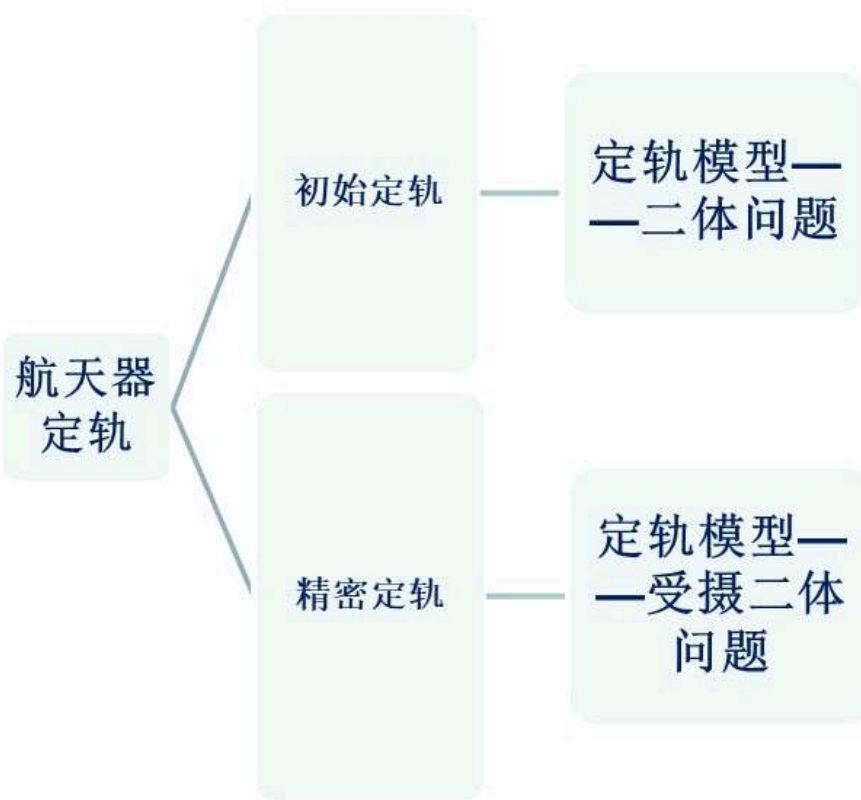 航天器
定轨
初始定轨
定轨模型—
—二体问题
精密定轨
定轨模型—
—受摄二体
问题